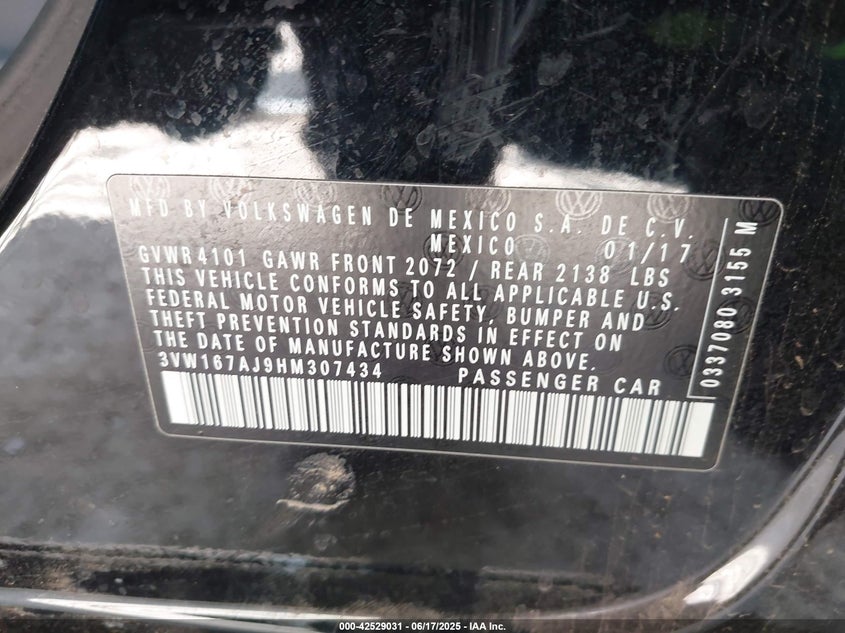 MFD BY VOLKSWAGEN DE MEXICO S.A. DE C.V.
MEXICO 01/17
GVWR 4101 GAWR FRONT 2072 / REAR 2138 LBS
THIS VEHICLE CONFORMS TO ALL APPLICABLE U.S.
FEDERAL MOTOR VEHICLE SAFETY, BUMPER AND
THEFT PREVENTION STANDARDS IN EFFECT ON
THE DATE OF MANUFACTURE SHOWN ABOVE.
3VW167AJ9HM307434 PASSENGER CAR
0337080 3155 M
000-42529031 - 06/17/2025 - IAA Inc.